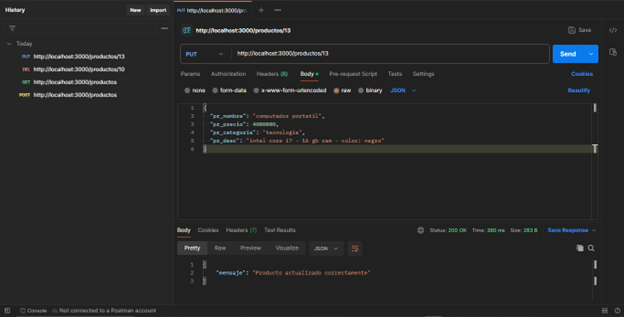 History
New
Import
Today
PUT http://localhost:3000/productos/13
DEL http://localhost:3000/productos/10
GET http://localhost:3000/productos
POST http://localhost:3000/productos
PUT http://localhost:3000/pro
http://localhost:3000/productos/13
Save
PUT
http://localhost:3000/productos/13
Send
Params Authorization Headers (8) Body Pre-request Script Tests Settings Cookies
none form-data x-www-form-urlencoded raw binary JSON Beautify
1 {
2 "pr_nombre": "computador portatil",
3 "pr_precio": 4000000,
4 "pr_categoria": "tecnologia",
5 "pr_desc": "intel core i7 - 16 gb ram - color: negro"
6 }
Body Cookies Headers (7) Test Results
Status: 200 OK Time: 380 ms Size: 283 B Save Response
Pretty Raw Preview Visualize JSON
1 {
2 "mensaje": "Producto actualizado correctamente"
3 }
Console Not connected to a Postman account